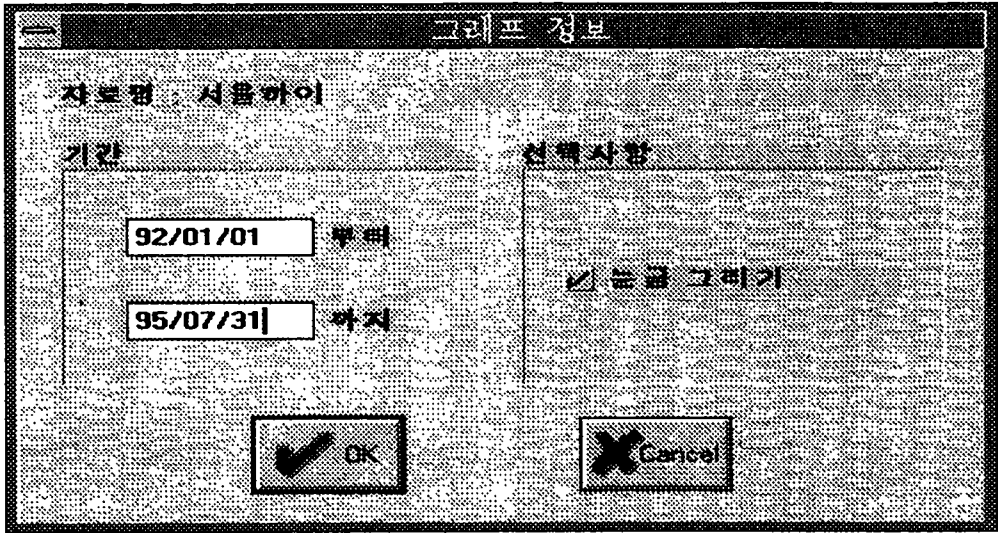 그래프 정보
자료명 : 서울하이
기간
92/01/01 부터
95/07/31 까지
선택사항
눈금 그리기
OK
Cancel